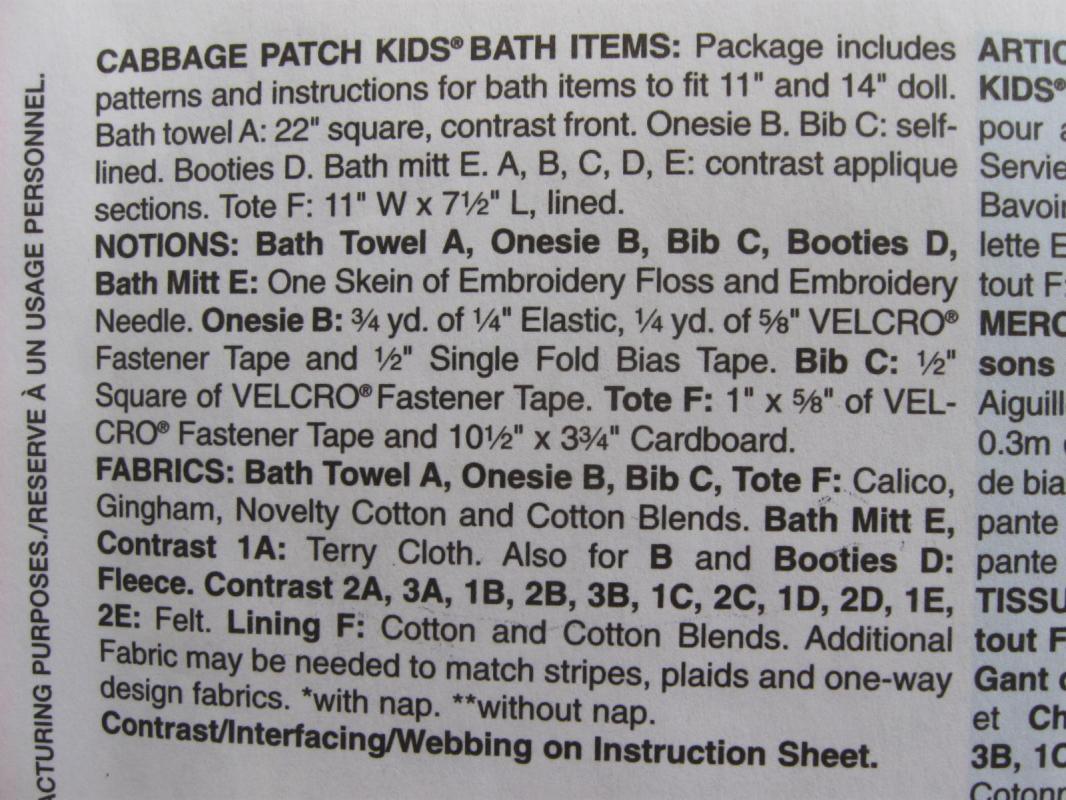 CABBAGE PATCH KIDS® BATH ITEMS: Package includes
patterns and instructions for bath items to fit 11" and 14" doll.
Bath towel A: 22" square, contrast front. Onesie B. Bib C: self-
lined. Booties D. Bath mitt E. A, B, C, D, E: contrast applique
sections. Tote F: 11" W x 7½" L, lined.
NOTIONS: Bath Towel A, Onesie B, Bib C, Booties D,
Bath Mitt E: One Skein of Embroidery Floss and Embroidery
Needle. Onesie B: ¾ yd. of ¼" Elastic, ¼ yd. of ⅝" VELCRO®
Fastener Tape and ½" Single Fold Bias Tape. Bib C: ½"
Square of VELCRO® Fastener Tape. Tote F: 1" x ⅝" of VEL-
CRO® Fastener Tape and 10½" x 3¾" Cardboard.
FABRICS: Bath Towel A, Onesie B, Bib C, Tote F: Calico,
Gingham, Novelty Cotton and Cotton Blends. Bath Mitt E,
Contrast 1A: Terry Cloth. Also for B and Booties D:
Fleece. Contrast 2A, 3A, 1B, 2B, 3B, 1C, 2C, 1D, 2D, 1E,
2E: Felt. Lining F: Cotton and Cotton Blends. Additional
Fabric may be needed to match stripes, plaids and one-way
design fabrics. *with nap. **without nap.
Contrast/Interfacing/Webbing on Instruction Sheet.
ACTURING PURPOSES./RESERVE À UN USAGE PERSONNEL.
ARTIC
KIDS®
pour a
Servie
Bavoir
lette E
tout F:
MERC
sons
Aiguill
0.3m
de bia
pante
pante
TISSU
tout F
Gant
et Ch
3B, 1C
Cotonn